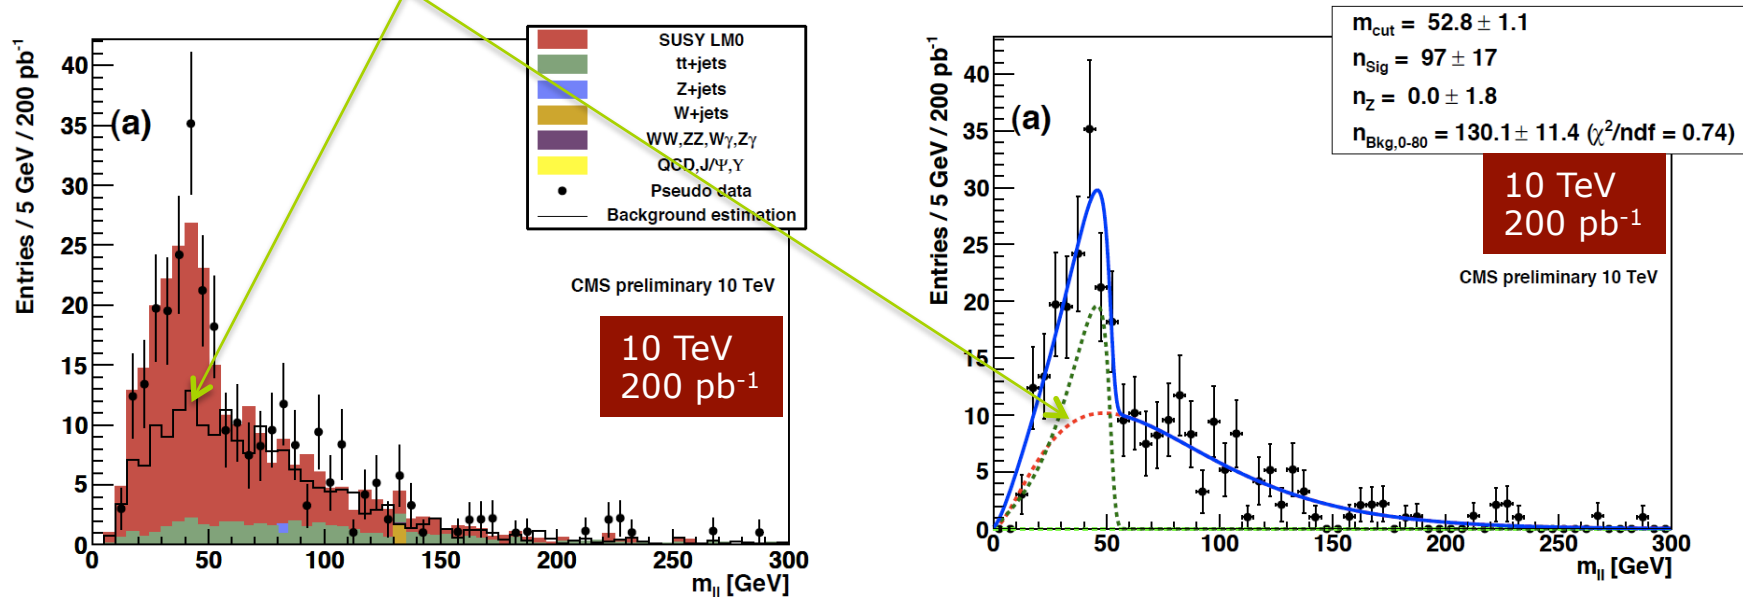 Entries / 5 GeV / 200 pb⁻¹
40
35
30
25
20
15
10
5
0
(a)
SUSY LM0
tt+jets
Z+jets
W+jets
WW,ZZ,Wγ,Zγ
QCD,J/Ψ,Υ
Pseudo data
Background estimation
CMS preliminary 10 TeV
10 TeV
200 pb⁻¹
0 50 100 150 200 250 300
m_ll [GeV]
Entries / 5 GeV / 200 pb⁻¹
40
35
30
25
20
15
10
5
0
(a)
m_cut = 52.8 ± 1.1
n_Sig = 97 ± 17
n_Z = 0.0 ± 1.8
n_Bkg,0-80 = 130.1 ± 11.4 (χ²/ndf = 0.74)
10 TeV
200 pb⁻¹
CMS preliminary 10 TeV
0 50 100 150 200 250 300
m_ll [GeV]